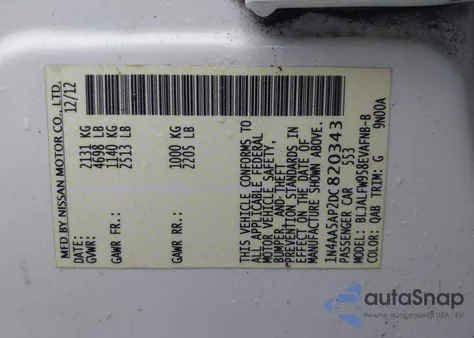 MFD BY NISSAN MOTOR CO., LTD.
12/12
GVWR: 2131 KG
4698 LB
GAWR FR.: 1140 KG
2513 LB
GAWR RR.: 1000 KG
2205 LB
THIS VEHICLE CONFORMS TO
ALL APPLICABLE FEDERAL
MOTOR VEHICLE SAFETY,
BUMPER, AND THEFT
PREVENTION STANDARDS IN
EFFECT ON THE DATE OF
MANUFACTURE SHOWN ABOVE.
1N4AA5AP2DC820343
PASSENGER CAR 553
MODEL: BLJALFW958EVAFNB-B
COLOR: QAB TRIM: G 9N00A
autoSnap